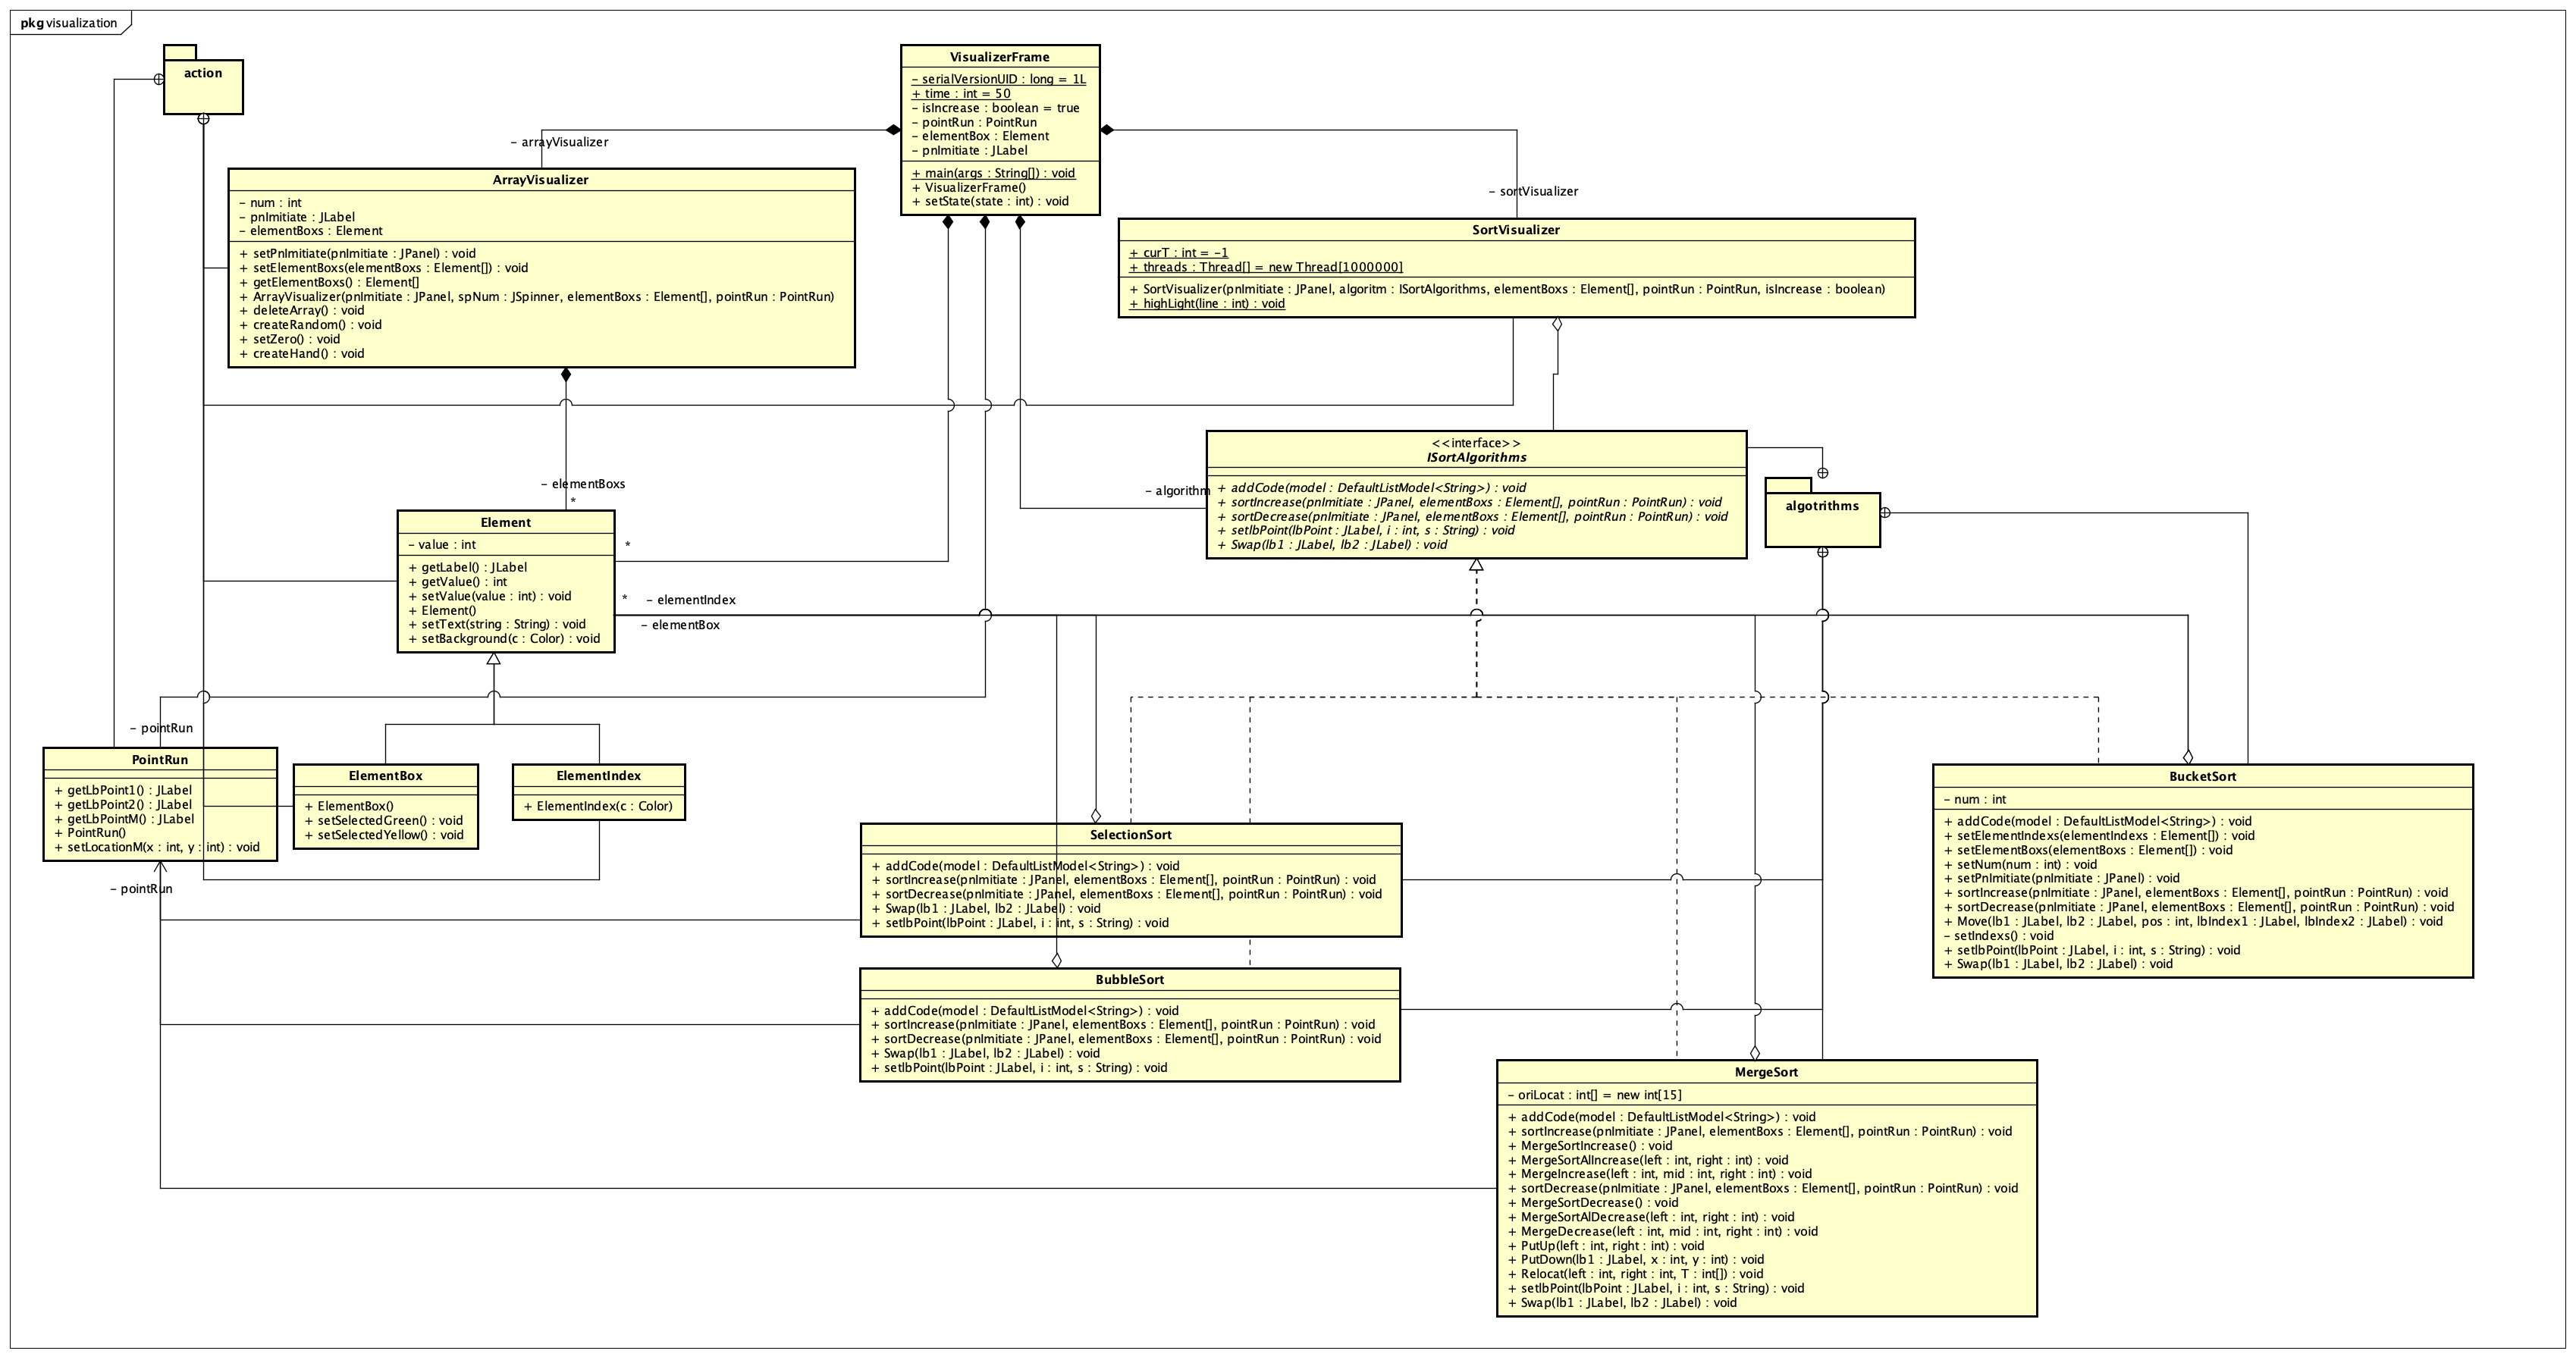 pkg visualization
action
VisualizerFrame
– serialVersionUID : long = 1L
+ time : int = 50
– isIncrease : boolean = true
– pointRun : PointRun
– elementBox : Element
– pnImitiate : JLabel
+ main(args : String[]) : void
+ VisualizerFrame()
+ setState(state : int) : void
– arrayVisualizer
– sortVisualizer
ArrayVisualizer
– num : int
– pnImitiate : JLabel
– elementBoxs : Element
+ setPnImitiate(pnImitiate : JPanel) : void
+ setElementBoxs(elementBoxs : Element[]) : void
+ getElementBoxs() : Element[]
+ ArrayVisualizer(pnImitiate : JPanel, spNum : JSpinner, elementBoxs : Element[], pointRun : PointRun)
+ deleteArray() : void
+ createRandom() : void
+ setZero() : void
+ createHand() : void
SortVisualizer
+ curT : int = –1
+ threads : Thread[] = new Thread[1000000]
+ SortVisualizer(pnImitiate : JPanel, algoritm : ISortAlgorithms, elementBoxs : Element[], pointRun : PointRun, isIncrease : boolean)
+ highLight(line : int) : void
– elementBoxs
*
– algorithm
<<interface>>
ISortAlgorithms
+ addCode(model : DefaultListModel<String>) : void
+ sortIncrease(pnImitiate : JPanel, elementBoxs : Element[], pointRun : PointRun) : void
+ sortDecrease(pnImitiate : JPanel, elementBoxs : Element[], pointRun : PointRun) : void
+ setlbPoint(lbPoint : JLabel, i : int, s : String) : void
+ Swap(lb1 : JLabel, lb2 : JLabel) : void
algotrithms
Element
– value : int
+ getLabel() : JLabel
+ getValue() : int
+ setValue(value : int) : void
+ Element()
+ setText(string : String) : void
+ setBackground(c : Color) : void
*
* – elementIndex
– elementBox
– pointRun
PointRun
+ getLbPoint1() : JLabel
+ getLbPoint2() : JLabel
+ getLbPointM() : JLabel
+ PointRun()
+ setLocationM(x : int, y : int) : void
– pointRun
ElementBox
+ ElementBox()
+ setSelectedGreen() : void
+ setSelectedYellow() : void
ElementIndex
+ ElementIndex(c : Color)
SelectionSort
+ addCode(model : DefaultListModel<String>) : void
+ sortIncrease(pnImitiate : JPanel, elementBoxs : Element[], pointRun : PointRun) : void
+ sortDecrease(pnImitiate : JPanel, elementBoxs : Element[], pointRun : PointRun) : void
+ Swap(lb1 : JLabel, lb2 : JLabel) : void
+ setlbPoint(lbPoint : JLabel, i : int, s : String) : void
BubbleSort
+ addCode(model : DefaultListModel<String>) : void
+ sortIncrease(pnImitiate : JPanel, elementBoxs : Element[], pointRun : PointRun) : void
+ sortDecrease(pnImitiate : JPanel, elementBoxs : Element[], pointRun : PointRun) : void
+ Swap(lb1 : JLabel, lb2 : JLabel) : void
+ setlbPoint(lbPoint : JLabel, i : int, s : String) : void
BucketSort
– num : int
+ addCode(model : DefaultListModel<String>) : void
+ setElementIndexs(elementIndexs : Element[]) : void
+ setElementBoxs(elementBoxs : Element[]) : void
+ setNum(num : int) : void
+ setPnImitiate(pnImitiate : JPanel) : void
+ sortIncrease(pnImitiate : JPanel, elementBoxs : Element[], pointRun : PointRun) : void
+ sortDecrease(pnImitiate : JPanel, elementBoxs : Element[], pointRun : PointRun) : void
+ Move(lb1 : JLabel, lb2 : JLabel, pos : int, lbIndex1 : JLabel, lbIndex2 : JLabel) : void
– setIndexs() : void
+ setlbPoint(lbPoint : JLabel, i : int, s : String) : void
+ Swap(lb1 : JLabel, lb2 : JLabel) : void
MergeSort
– oriLocat : int[] = new int[15]
+ addCode(model : DefaultListModel<String>) : void
+ sortIncrease(pnImitiate : JPanel, elementBoxs : Element[], pointRun : PointRun) : void
+ MergeSortIncrease() : void
+ MergeSortAlIncrease(left : int, right : int) : void
+ MergeIncrease(left : int, mid : int, right : int) : void
+ sortDecrease(pnImitiate : JPanel, elementBoxs : Element[], pointRun : PointRun) : void
+ MergeSortDecrease() : void
+ MergeSortAlDecrease(left : int, right : int) : void
+ MergeDecrease(left : int, mid : int, right : int) : void
+ PutUp(left : int, right : int) : void
+ PutDown(lb1 : JLabel, x : int, y : int) : void
+ Relocat(left : int, right : int, T : int[]) : void
+ setlbPoint(lbPoint : JLabel, i : int, s : String) : void
+ Swap(lb1 : JLabel, lb2 : JLabel) : void